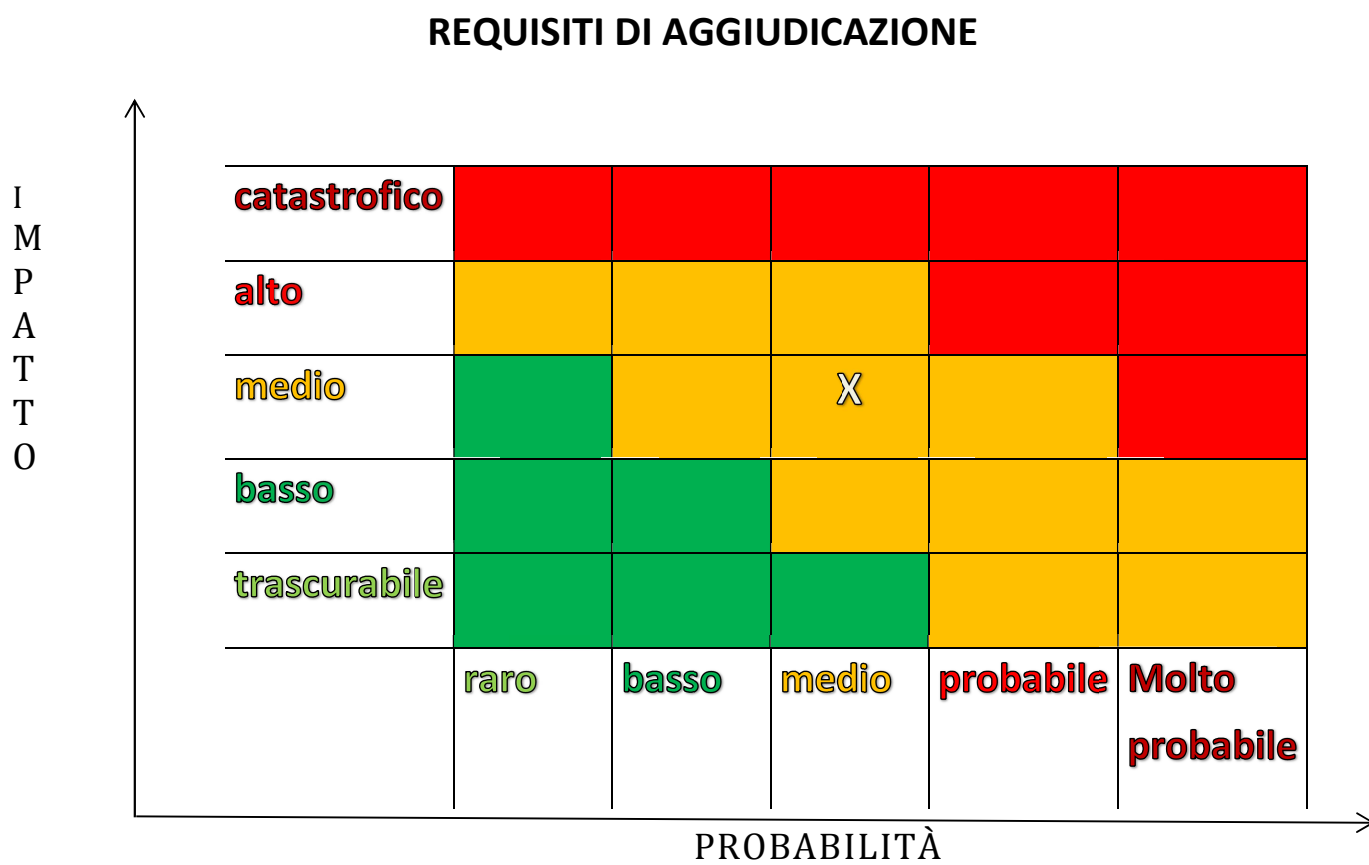 REQUISITI DI AGGIUDICAZIONE
I
M
P
A
T
T
O
catastrofico
alto
medio
X
basso
trascurabile
raro basso medio probabile Molto
probabile
PROBABILITÀ